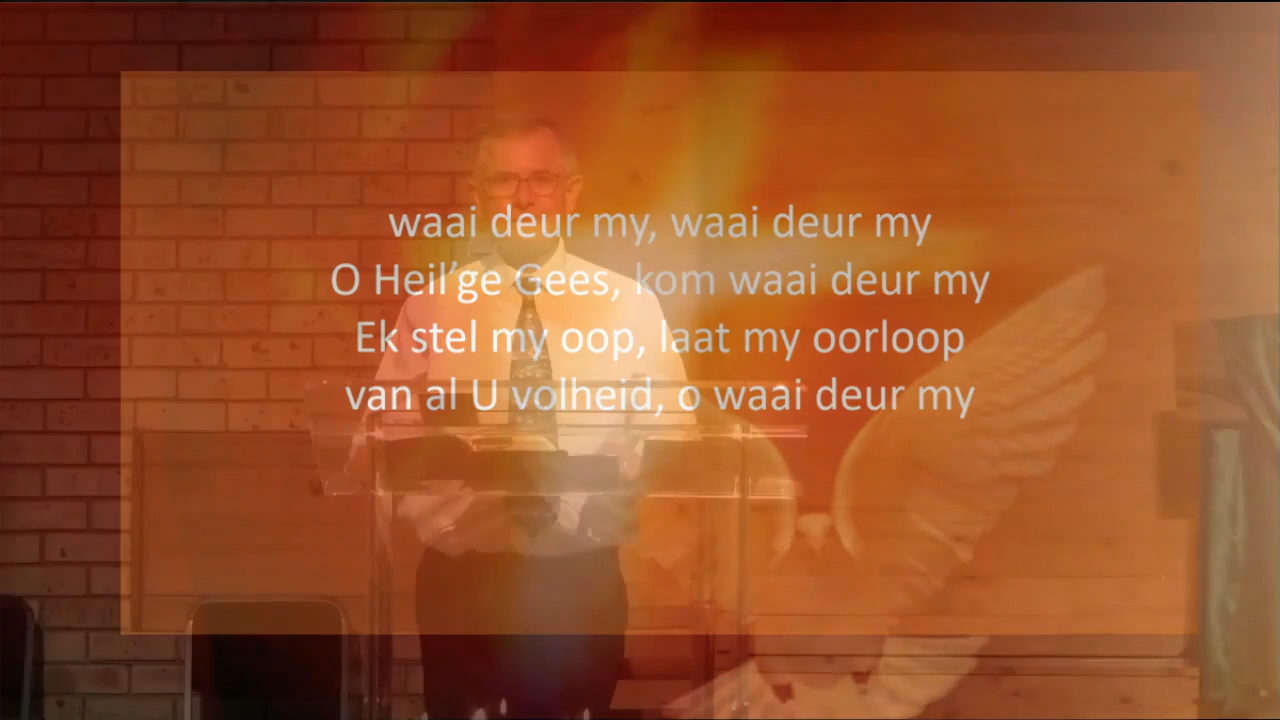 waai deur my, waai deur my
O Heil’ge Gees, kom waai deur my
Ek stel my oop, laat my oorloop
van al U volheid, o waai deur my